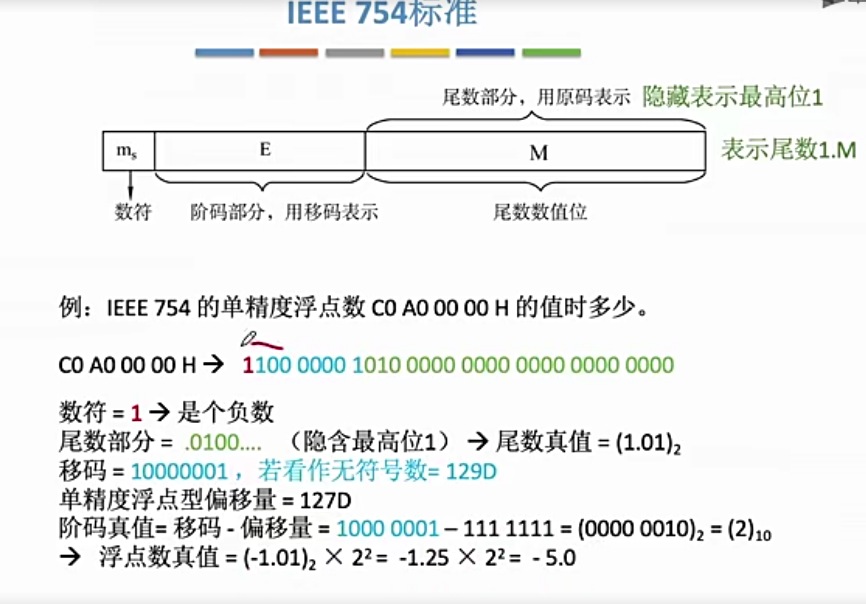 IEEE 754标准
尾数部分，用原码表示 隐藏表示最高位1
mₛ E M 表示尾数1.M
数符 阶码部分，用移码表示 尾数数值位
例：IEEE 754 的单精度浮点数 C0 A0 00 00 H 的值时多少。
C0 A0 00 00 H → 1100 0000 1010 0000 0000 0000 0000 0000
数符 = 1 → 是个负数
尾数部分 = .0100.... （隐含最高位1） → 尾数真值 = (1.01)₂
移码 = 10000001 ，若看作无符号数= 129D
单精度浮点型偏移量 = 127D
阶码真值= 移码 - 偏移量 = 1000 0001 – 111 1111 = (0000 0010)₂ = (2)₁₀
→ 浮点数真值 = (-1.01)₂ × 2² = -1.25 × 2² = - 5.0